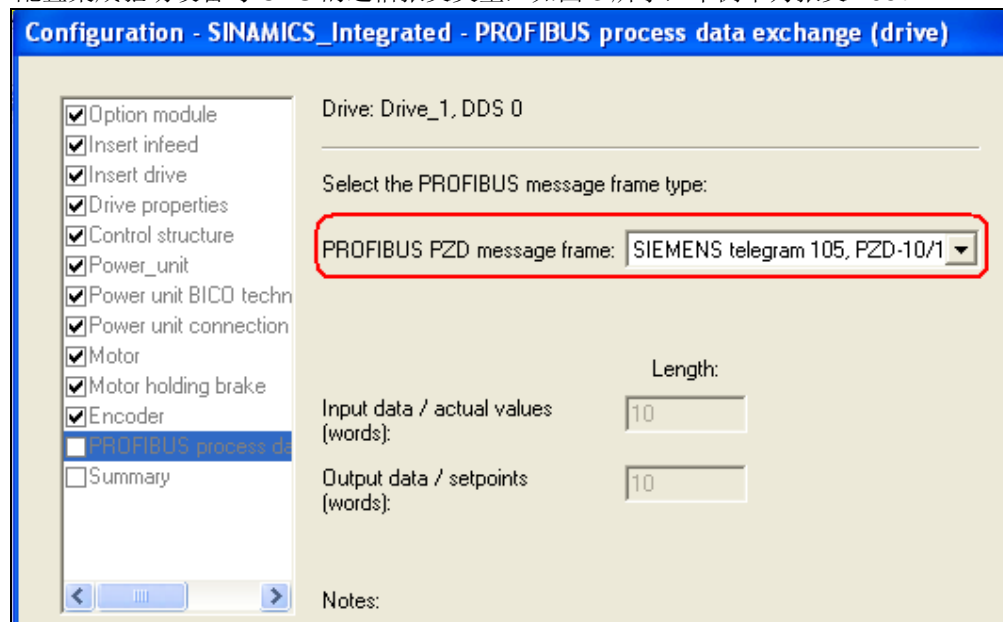 Configuration - SINAMICS_Integrated - PROFIBUS process data exchange (drive)
Option module
Insert infeed
Insert drive
Drive properties
Control structure
Power_unit
Power unit BICO techn
Power unit connection
Motor
Motor holding brake
Encoder
PROFIBUS process da
Summary
Drive: Drive_1, DDS 0
Select the PROFIBUS message frame type:
PROFIBUS PZD message frame: SIEMENS telegram 105, PZD-10/1
Length:
Input data / actual values (words): 10
Output data / setpoints (words): 10
Notes: